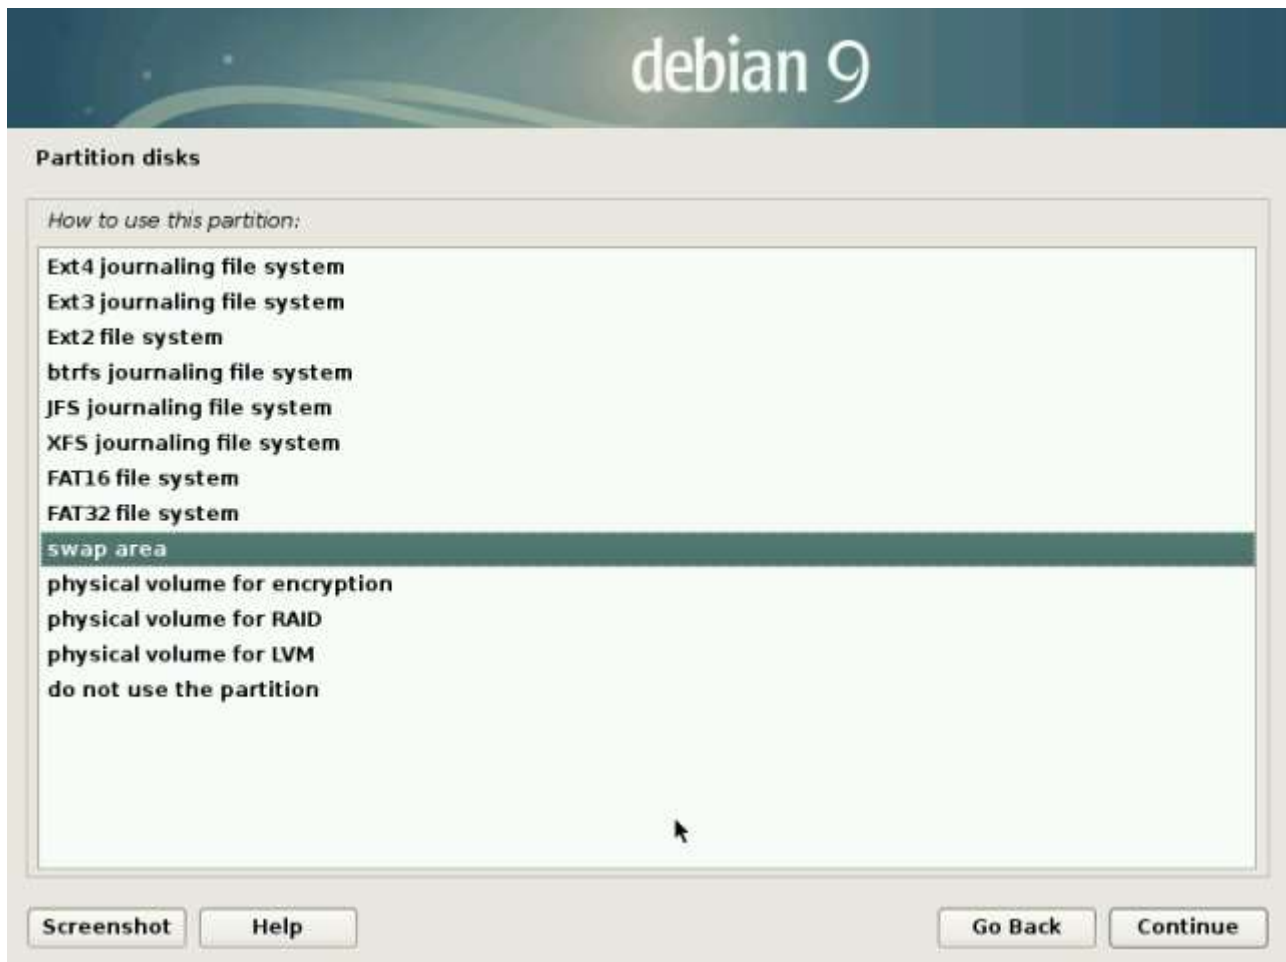 debian 9
Partition disks
How to use this partition:
Ext4 journaling file system
Ext3 journaling file system
Ext2 file system
btrfs journaling file system
JFS journaling file system
XFS journaling file system
FAT16 file system
FAT32 file system
swap area
physical volume for encryption
physical volume for RAID
physical volume for LVM
do not use the partition
Screenshot Help Go Back Continue